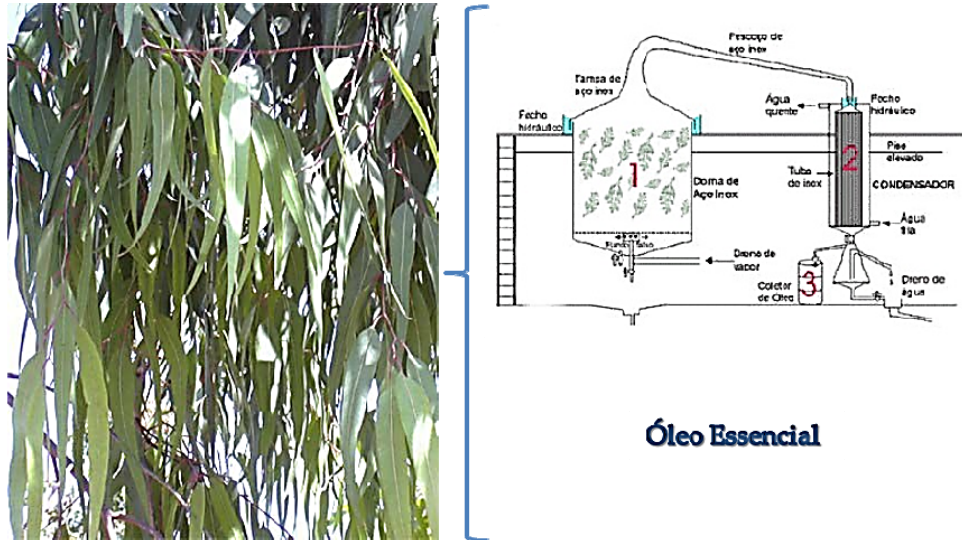 Pescoço de
aço inox
Tampa de
aço inox
Fecho
hidráulico
Água
quente
Fecho
hidráulico
Piso
elevado
1
2
Dorna de
Aço Inox
Tubo
de inox
CONDENSADOR
Água
fria
Fundo falso
Dreno de
vapor
3
Coletor
de Óleo
Dreno de
água
Óleo Essencial